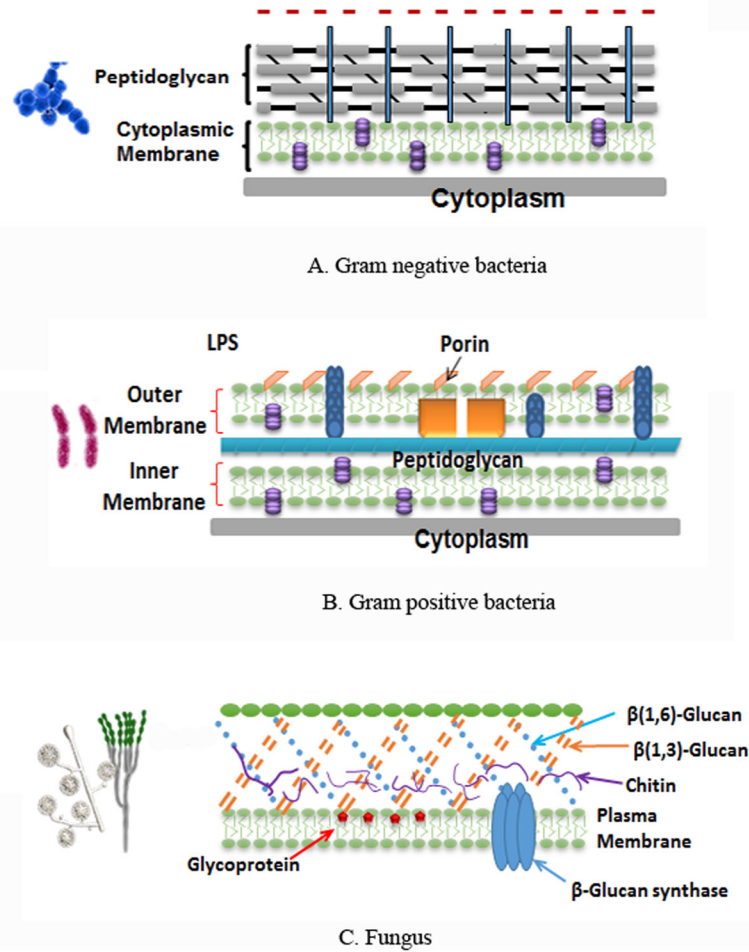 Peptidoglycan
Cytoplasmic
Membrane
Cytoplasm
A. Gram negative bacteria
LPS
Porin
Outer
Membrane
Peptidoglycan
Inner
Membrane
Cytoplasm
B. Gram positive bacteria
β(1,6)-Glucan
β(1,3)-Glucan
Chitin
Plasma
Membrane
Glycoprotein
β-Glucan synthase
C. Fungus